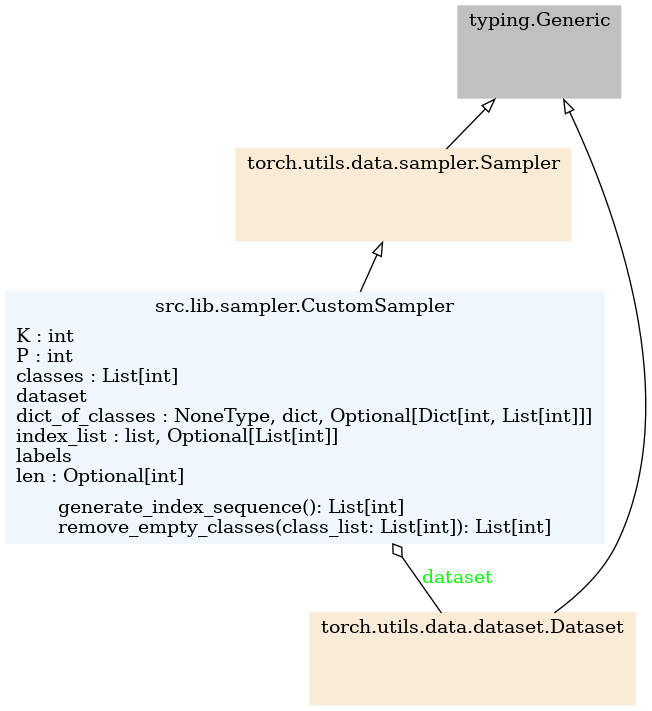 typing.Generic
torch.utils.data.sampler.Sampler
src.lib.sampler.CustomSampler
K : int
P : int
classes : List[int]
dataset
dict_of_classes : NoneType, dict, Optional[Dict[int, List[int]]]
index_list : list, Optional[List[int]]
labels
len : Optional[int]
generate_index_sequence(): List[int]
remove_empty_classes(class_list: List[int]): List[int]
dataset
torch.utils.data.dataset.Dataset